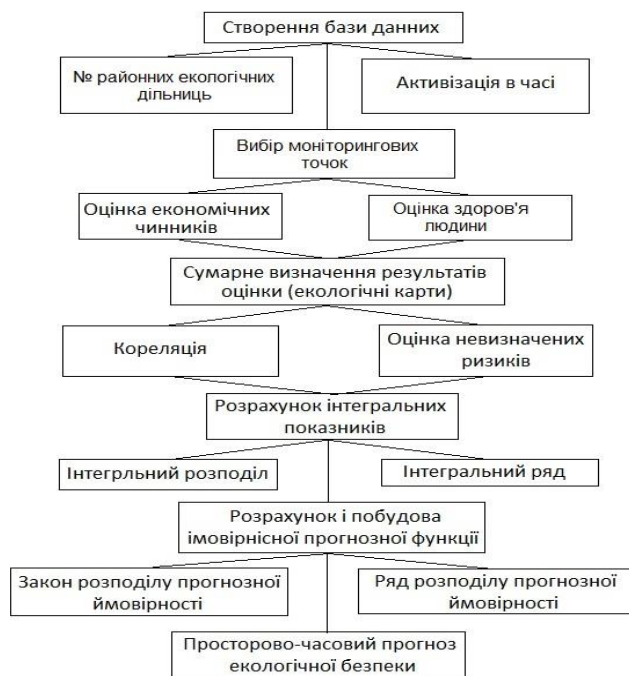 Створення бази данних
№ районних екологічних
дільниць
Активізація в часі
Вибір моніторингових
точок
Оцінка економічних
чинників
Оцінка здоров'я
людини
Сумарне визначення результатів
оцінки (екологічні карти)
Кореляція
Оцінка невизначених
ризиків
Розрахунок інтегральних
показників
Інтегрльний розподіл
Інтегральний ряд
Розрахунок і побудова
імовірнісної прогнозної функції
Закон розподілу прогнозної
ймовірності
Ряд розподілу прогнозної
ймовірності
Просторово-часовий прогноз
екологічної безпеки